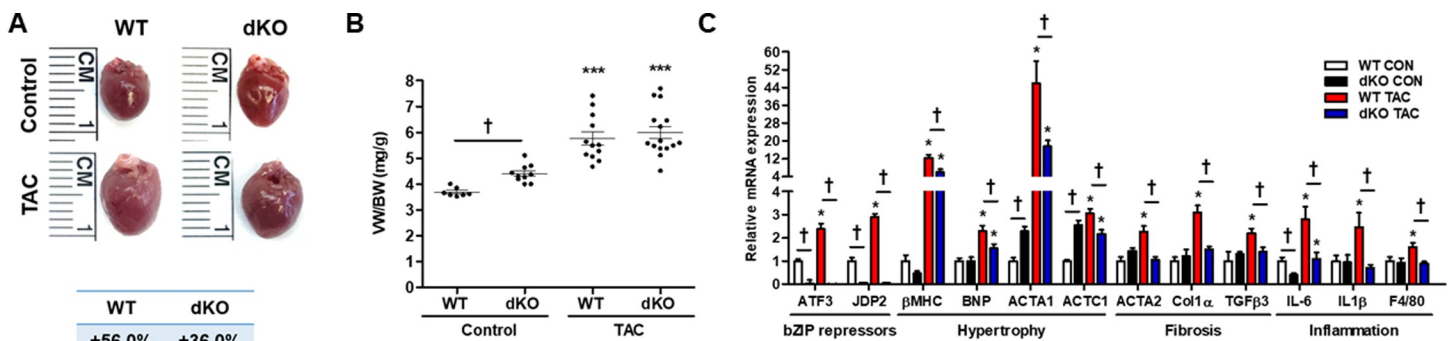 A
WT
dKO
Control
CM
1
CM
1
TAC
CM
1
CM
1
WT
dKO
+56.0%
+36.0%
B
VW/BW (mg/g)
8
7
6
5
4
3
2
1
0
†
***
***
WT
dKO
WT
dKO
Control
TAC
C
Relative mRNA expression
60
52
44
36
28
20
12
4
4
3
2
1
0
WT CON
dKO CON
WT TAC
dKO TAC
† * † * † * † * * † * * † † * * † † * * † * † * † * † † * * † * † *
ATF3 JDP2 βMHC BNP ACTA1 ACTC1 ACTA2 Col1α TGFβ3 IL-6 IL1β F4/80
bZIP repressors Hypertrophy Fibrosis Inflammation